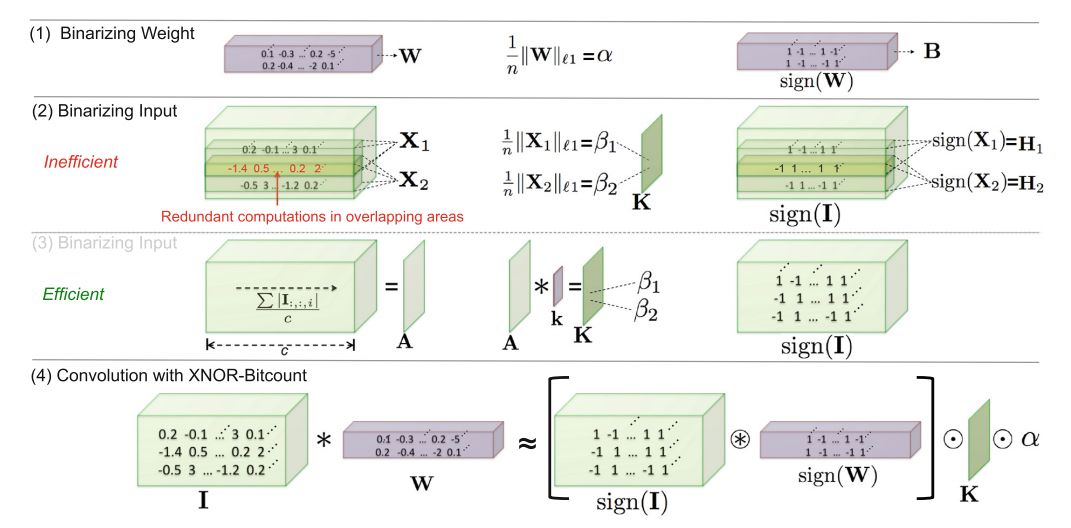 (1) Binarizing Weight
0.1 -0.3 ... 0.2 -5
0.2 -0.4 ... -2 0.1
W
1/n ‖W‖ℓ1 = α
1 -1 ... 1 -1
1 -1 ... -1 1
B
sign(W)
(2) Binarizing Input
Inefficient
0.2 -0.1 ... 3 0.1
-1.4 0.5 ... 0.2 2
-0.5 3 ... -1.2 0.2
X1
X2
Redundant computations in overlapping areas
1/n ‖X1‖ℓ1 = β1
1/n ‖X2‖ℓ1 = β2
K
1 -1 ... 1 1
-1 1 ... 1 1
-1 1 ... -1 1
sign(X1)=H1
sign(X2)=H2
sign(I)
(3) Binarizing Input
Efficient
∑ |I:,:,i|
c
c
=
A
A
*
k
=
K
β1
β2
1 -1 ... 1 1
-1 1 ... 1 1
-1 1 ... -1 1
sign(I)
(4) Convolution with XNOR-Bitcount
0.2 -0.1 ... 3 0.1
-1.4 0.5 ... 0.2 2
-0.5 3 ... -1.2 0.2
I
*
0.1 -0.3 ... 0.2 -5
0.2 -0.4 ... -2 0.1
W
≈
[
1 -1 ... 1 1
-1 1 ... 1 1
-1 1 ... -1 1
sign(I)
⊛
1 -1 ... 1 -1
1 -1 ... -1 1
sign(W)
]
⊙
K
⊙ α